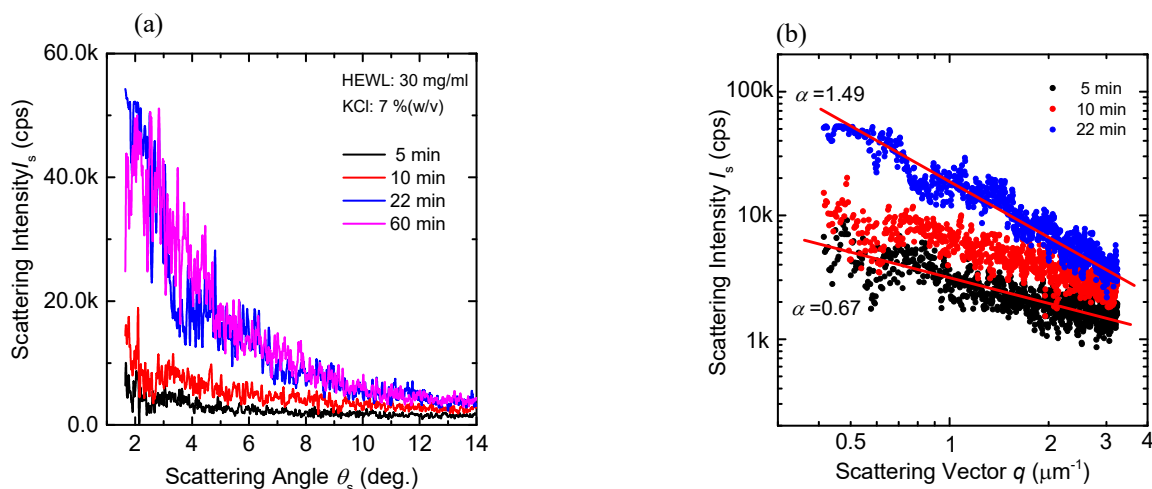 (a)
60.0k
40.0k
20.0k
0.0
Scattering Intensity Is (cps)
HEWL: 30 mg/ml
KCl: 7 %(w/v)
5 min
10 min
22 min
60 min
2 4 6 8 10 12 14
Scattering Angle θs (deg.)
(b)
100k
10k
1k
Scattering Intensity Is (cps)
α=1.49
α=0.67
5 min
10 min
22 min
0.5 1 2 3 4
Scattering Vector q (μm-1)